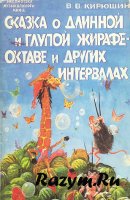 В.В. КИРЮШИН
СКАЗКА О ДЛИННОЙ
И ГЛУПОЙ ЖИРАФЕ-
ОКТАВЕ И ДРУГИХ
ИНТЕРВАЛАХ
Razym.Ru